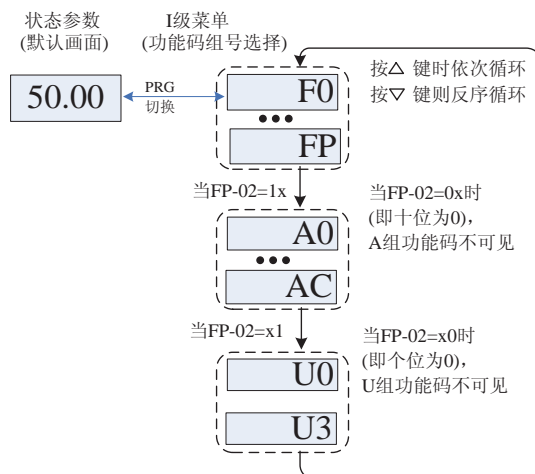 状态参数
(默认画面)
I级菜单
(功能码组号选择)
50.00
PRG
切换
F0
•••
FP
按△ 键时依次循环
按▽ 键则反序循环
当FP-02=1x
A0
•••
AC
当FP-02=0x时
(即十位为0),
A组功能码不可见
当FP-02=x1
U0
U3
当FP-02=x0时
(即个位为0),
U组功能码不可见